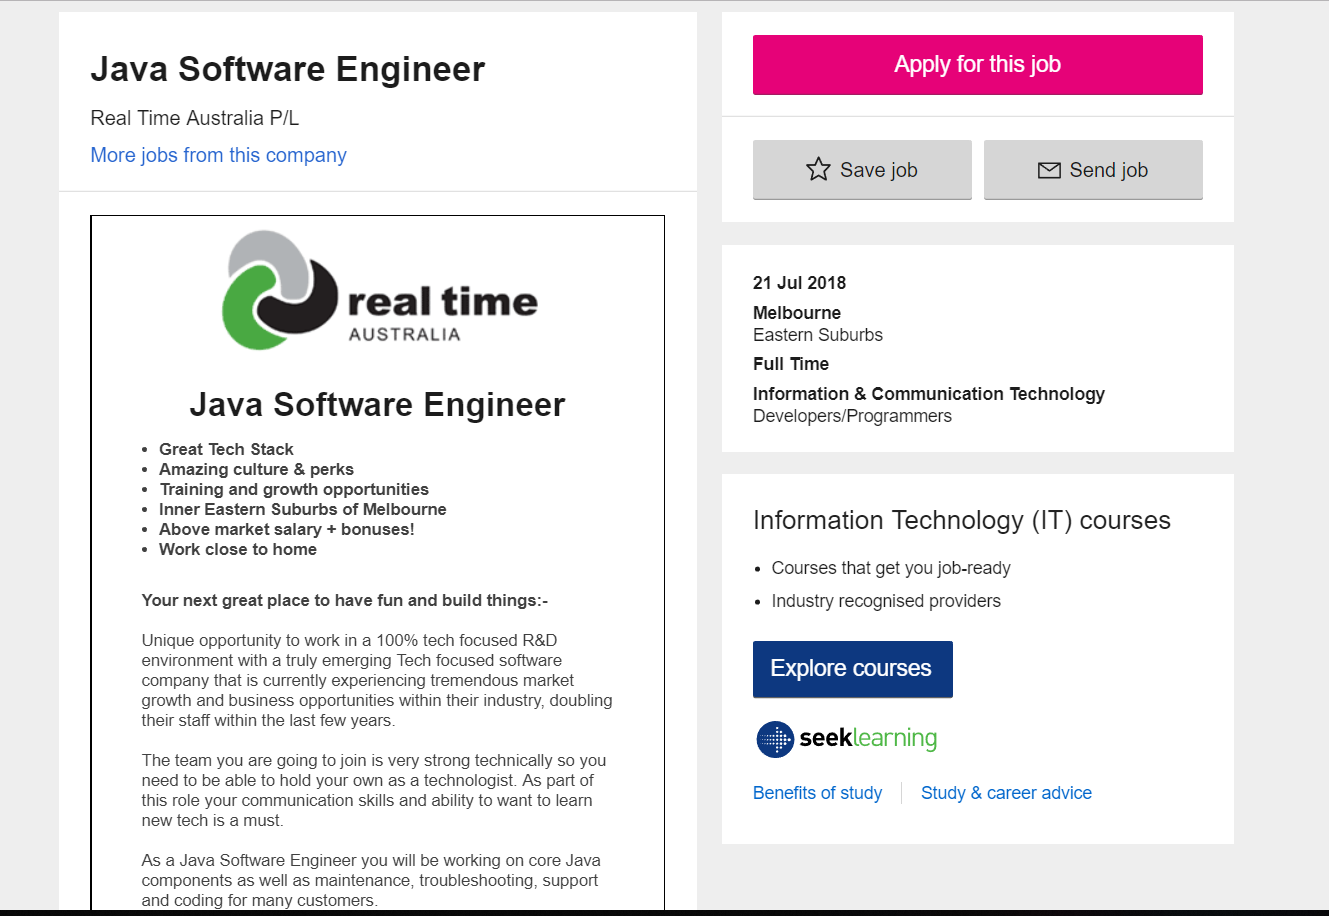 Java Software Engineer
Real Time Australia P/L
More jobs from this company
real time
AUSTRALIA
Java Software Engineer
• Great Tech Stack
• Amazing culture & perks
• Training and growth opportunities
• Inner Eastern Suburbs of Melbourne
• Above market salary + bonuses!
• Work close to home
Your next great place to have fun and build things:-
Unique opportunity to work in a 100% tech focused R&D
environment with a truly emerging Tech focused software
company that is currently experiencing tremendous market
growth and business opportunities within their industry, doubling
their staff within the last few years.
The team you are going to join is very strong technically so you
need to be able to hold your own as a technologist. As part of
this role your communication skills and ability to want to learn
new tech is a must.
As a Java Software Engineer you will be working on core Java
components as well as maintenance, troubleshooting, support
and coding for many customers.
Apply for this job
Save job
Send job
21 Jul 2018
Melbourne
Eastern Suburbs
Full Time
Information & Communication Technology
Developers/Programmers
Information Technology (IT) courses
• Courses that get you job-ready
• Industry recognised providers
Explore courses
seeklearning
Benefits of study
Study & career advice